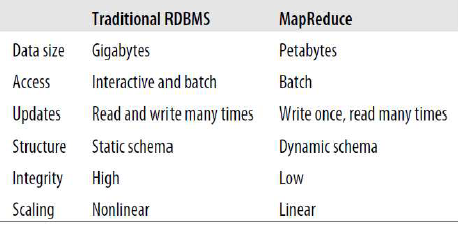 Traditional RDBMS MapReduce
Data size Gigabytes Petabytes
Access Interactive and batch Batch
Updates Read and write many times Write once, read many times
Structure Static schema Dynamic schema
Integrity High Low
Scaling Nonlinear Linear